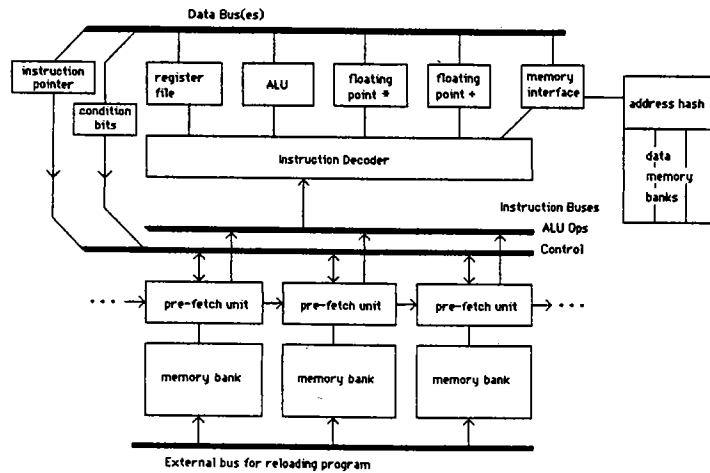 Data Bus(es)
instruction
pointer
condition
bits
register
file
ALU
floating
point *
floating
point +
memory
interface
address hash
data
memory
banks
Instruction Decoder
Instruction Buses
ALU Ops
Control
pre-fetch unit
pre-fetch unit
pre-fetch unit
memory bank
memory bank
memory bank
External bus for reloading program